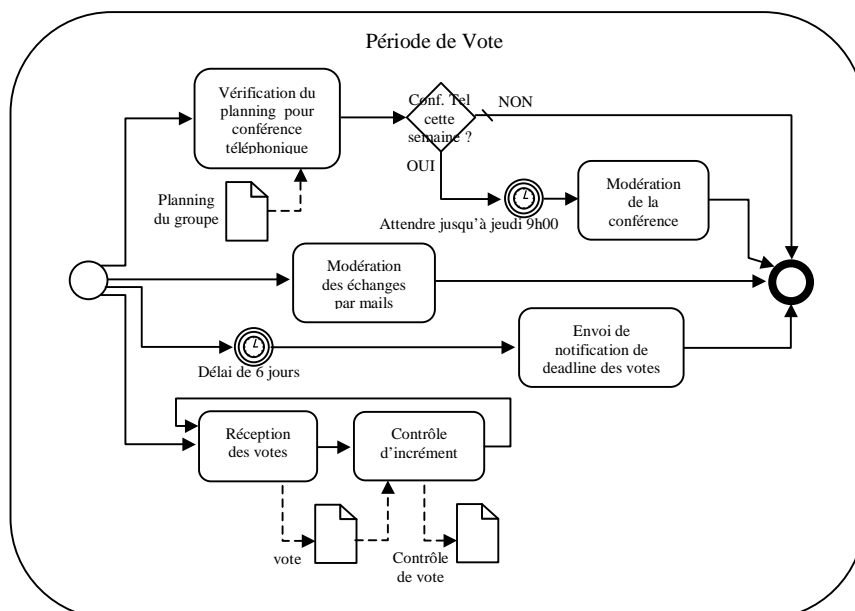 Période de Vote
Vérification du
planning pour
conférence
téléphonique
Conf. Tel
cette
semaine ?
NON
OUI
Planning
du groupe
Attendre jusqu'à jeudi 9h00
Modération
de la
conférence
Modération
des échanges
par mails
Envoi de
notification de
deadline des votes
Délai de 6 jours
Réception
des votes
Contrôle
d'incrément
vote
Contrôle
de vote